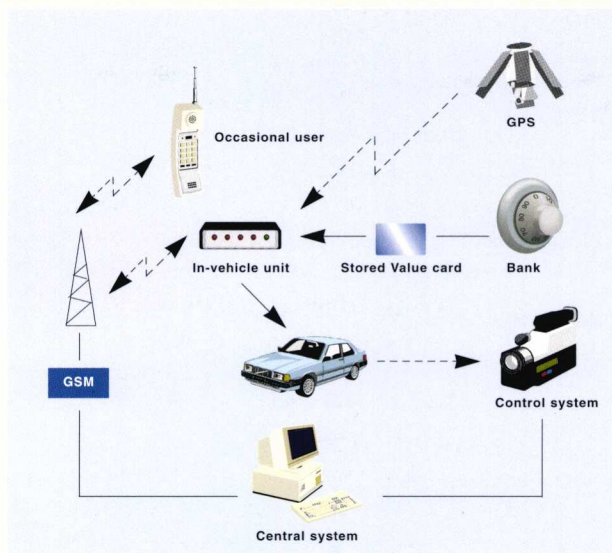 GPS
Occasional user
In-vehicle unit
Stored Value card
Bank
GSM
Control system
Central system